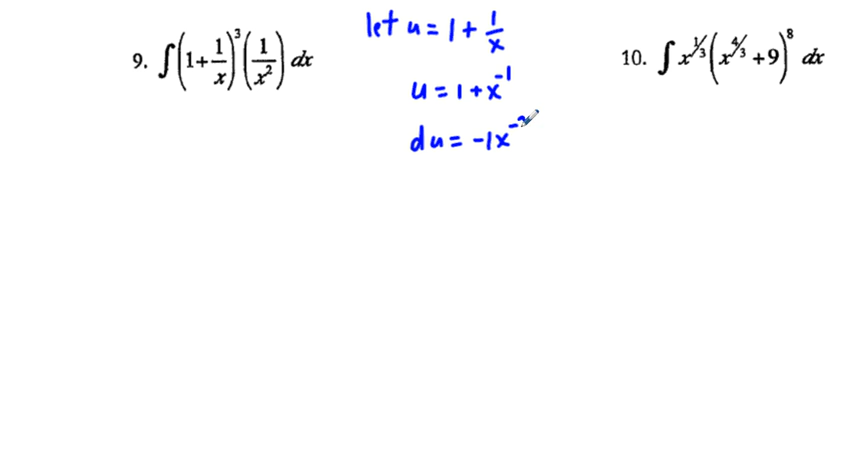 9. ∫(1+1/x)³(1/x²) dx
let u = 1 + 1/x
u = 1 + x⁻¹
du = -1x⁻²
10. ∫x^{1/3}(x^{4/3}+9)⁸ dx